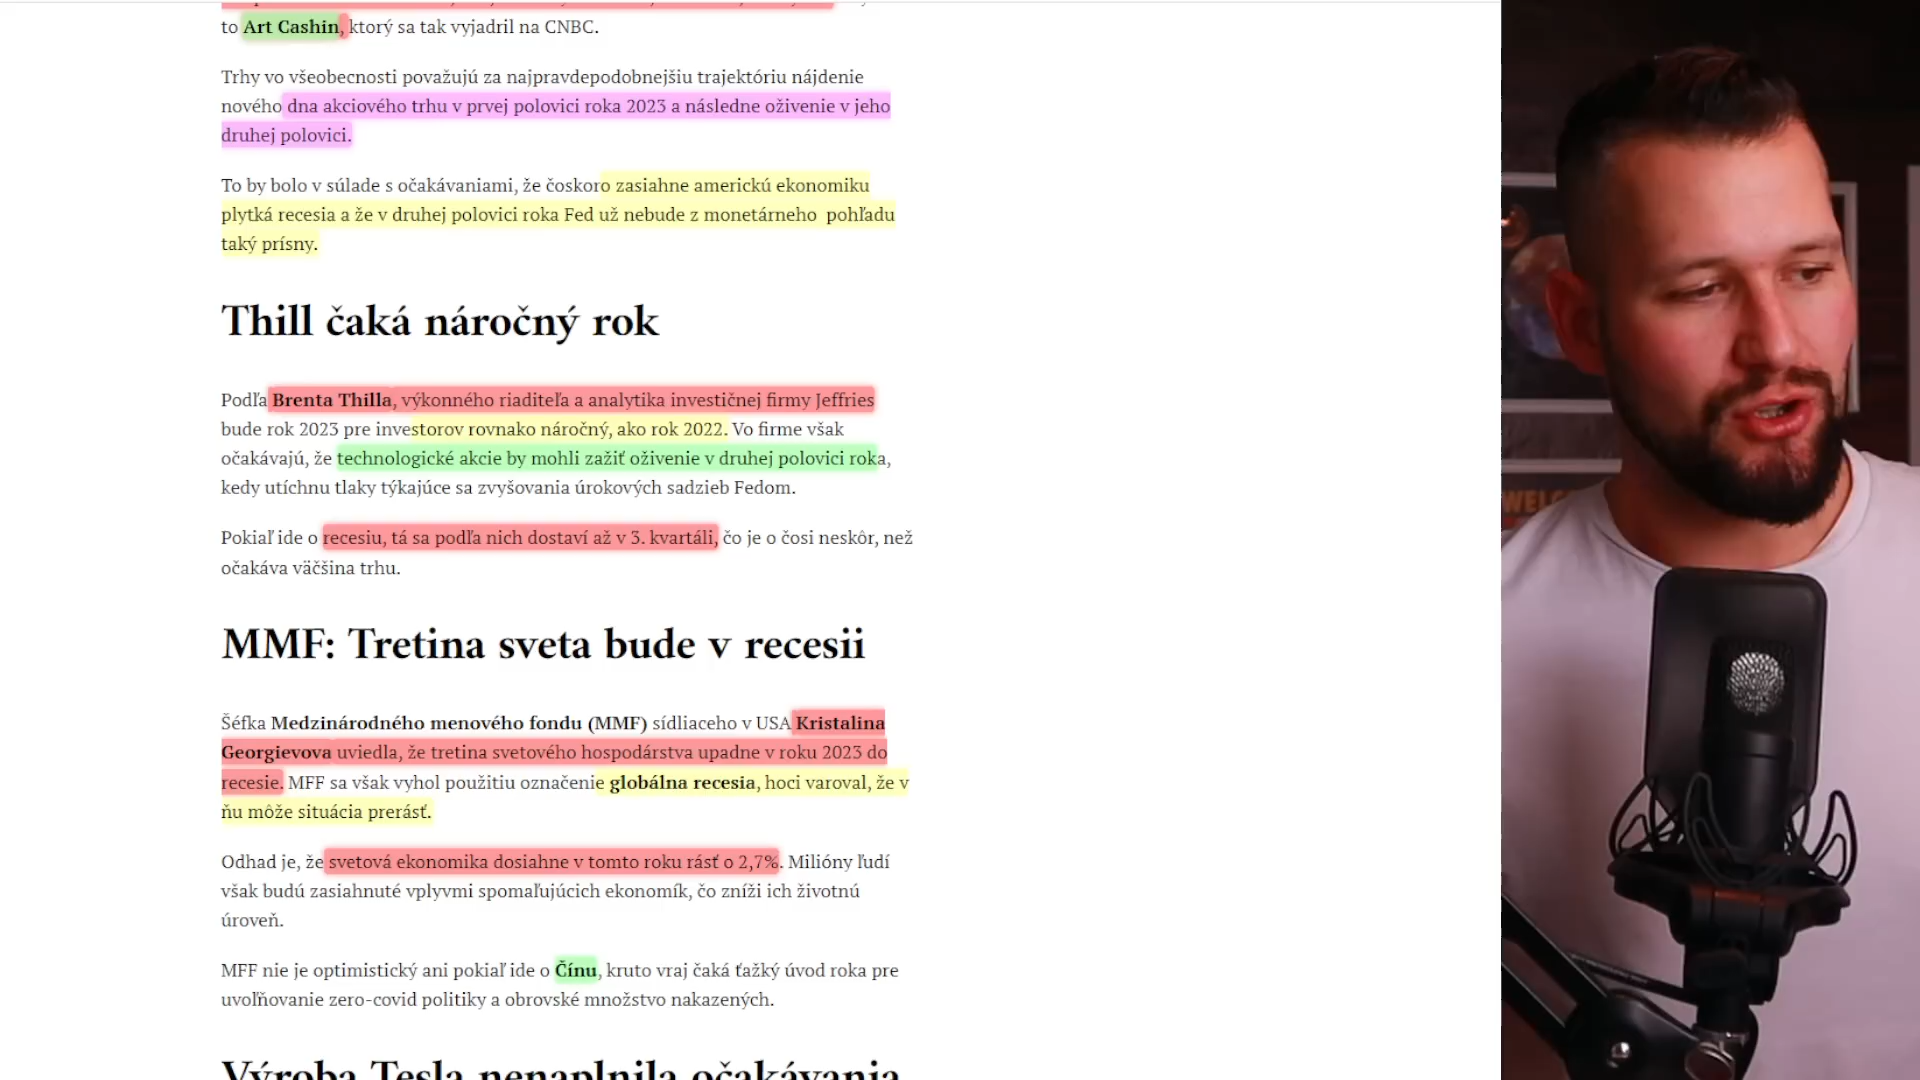 to Art Cashin, ktorý sa tak vyjadril na CNBC.
Trhy vo všeobecnosti považujú za najpravdepodobnejšiu trajektóriu nájdenie
nového dna akciového trhu v prvej polovici roka 2023 a následne oživenie v jeho
druhej polovici.
To by bolo v súlade s očakávaniami, že čoskoro zasiahne americkú ekonomiku
plytká recesia a že v druhej polovici roka Fed už nebude z monetárneho pohľadu
taký prísny.
Thill čaká náročný rok
Podľa Brenta Thilla, výkonného riaditeľa a analytika investičnej firmy Jeffries
bude rok 2023 pre investorov rovnako náročný, ako rok 2022. Vo firme však
očakávajú, že technologické akcie by mohli zažiť oživenie v druhej polovici roka,
kedy utíchnu tlaky týkajúce sa zvyšovania úrokových sadzieb Fedom.
Pokiaľ ide o recesiu, tá sa podľa nich dostaví až v 3. kvartáli, čo je o čosi neskôr, než
očakáva väčšina trhu.
MMF: Tretina sveta bude v recesii
Šéfka Medzinárodného menového fondu (MMF) sídliaceho v USA Kristalina
Georgievova uviedla, že tretina svetového hospodárstva upadne v roku 2023 do
recesie. MFF sa však vyhol použitiu označenie globálna recesia, hoci varoval, že v
ňu môže situácia prerásť.
Odhad je, že svetová ekonomika dosiahne v tomto roku rásť o 2,7%. Milióny ľudí
však budú zasiahnuté vplyvmi spomaľujúcich ekonomík, čo zníži ich životnú
úroveň.
MFF nie je optimistický ani pokiaľ ide o Čínu, kruto vraj čaká ťažký úvod roka pre
uvoľňovanie zero-covid politiky a obrovské množstvo nakazených.
Výroba Tesla nenaplnila očakávania